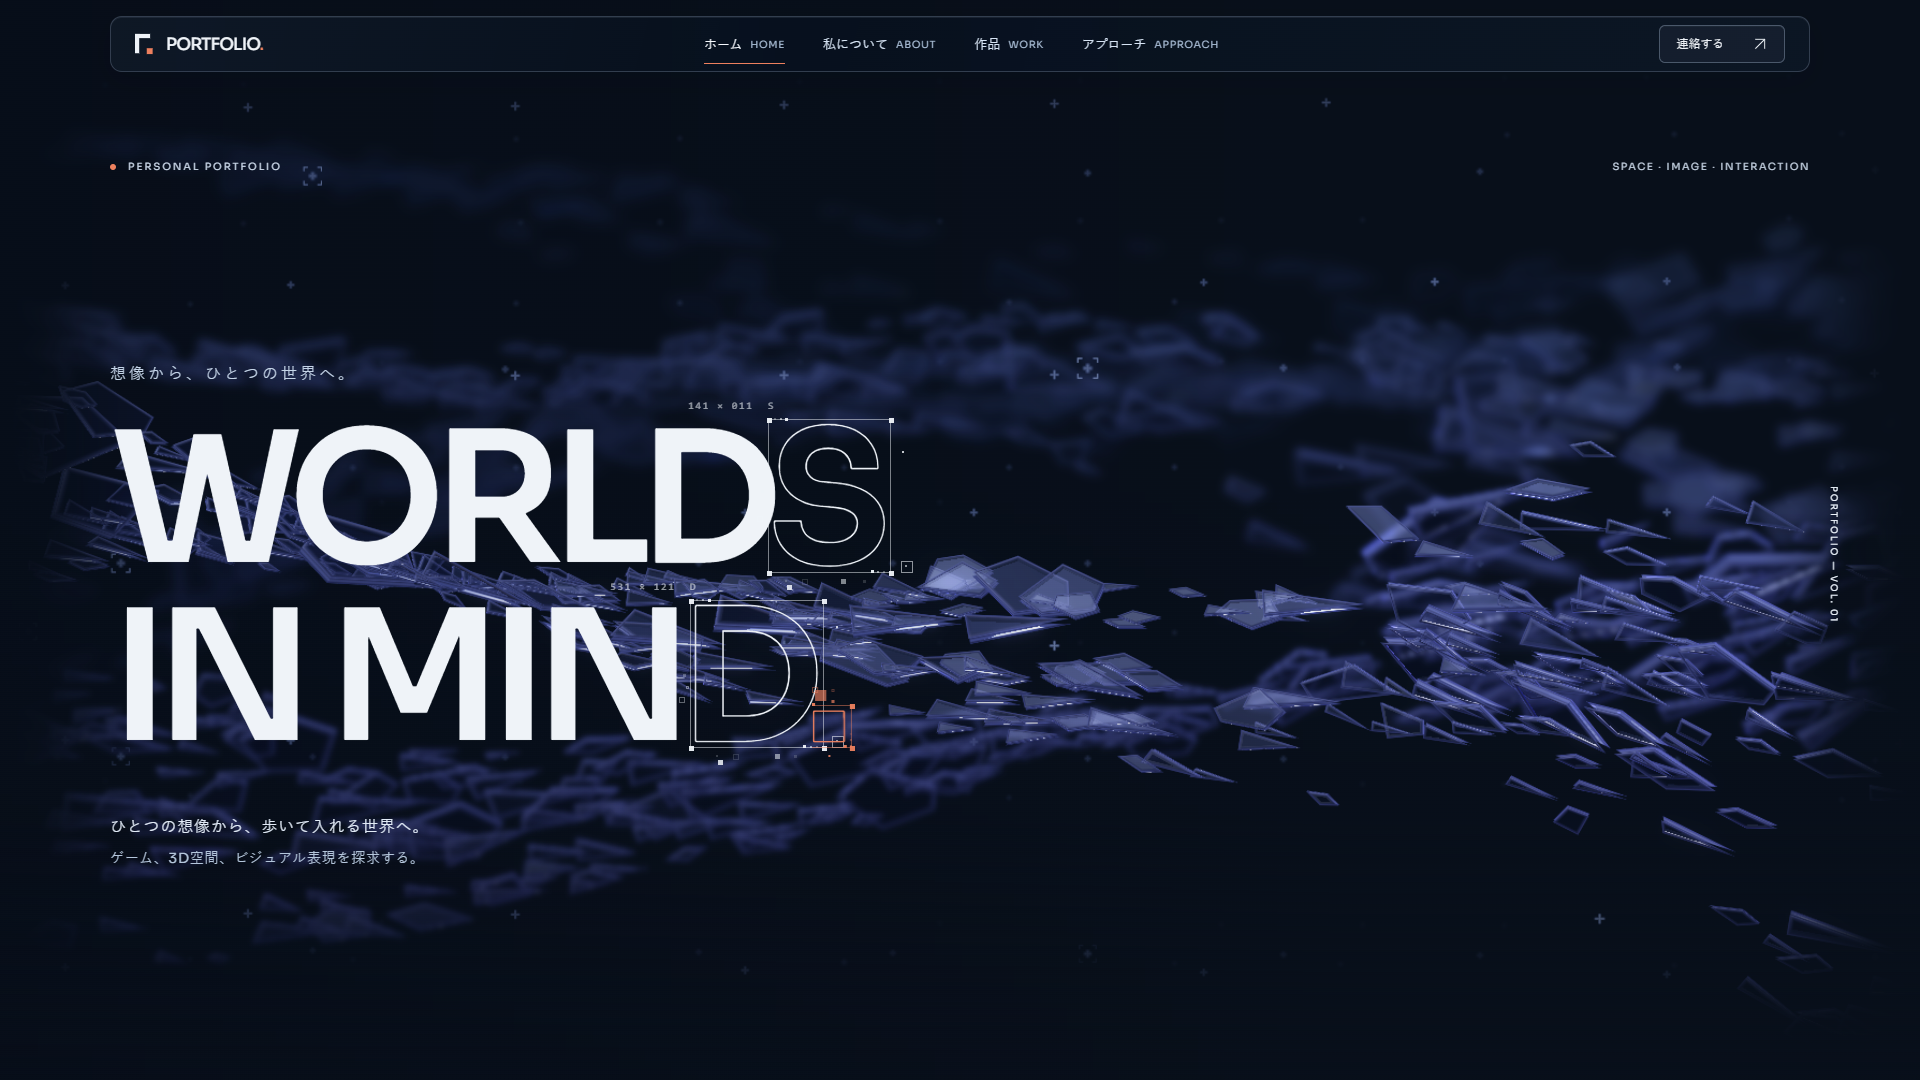 PORTFOLIO.
ホーム HOME
私について ABOUT
作品 WORK
アプローチ APPROACH
連絡する
PERSONAL PORTFOLIO
SPACE · IMAGE · INTERACTION
想像から、ひとつの世界へ。
141 × 011 S
WORLDS
531 × 121 D
IN MIND.
PORTFOLIO — VOL. 01
ひとつの想像から、歩いて入れる世界へ。
ゲーム、3D空間、ビジュアル表現を探求する。